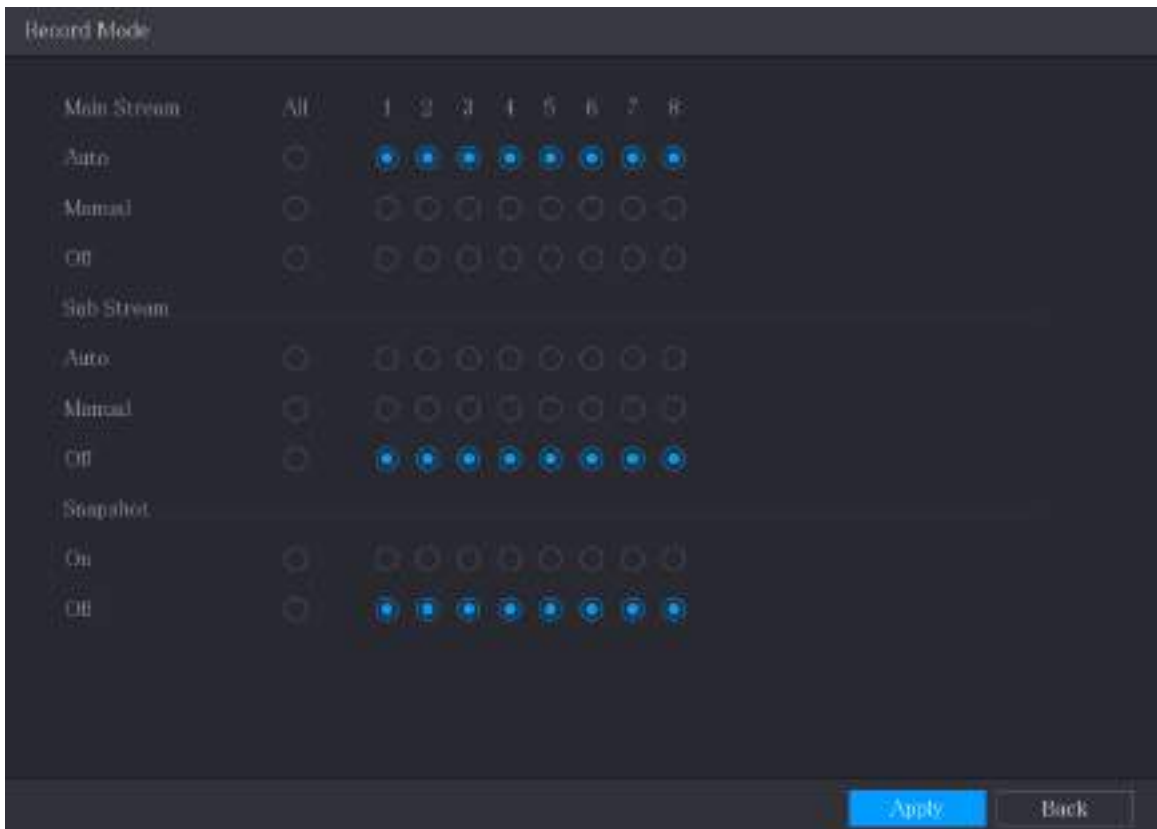 Record Mode
Main Stream All 1 2 3 4 5 6 7 8
Auto
Manual
Off
Sub Stream
Auto
Manual
Off
Snapshot
On
Off
Apply Back